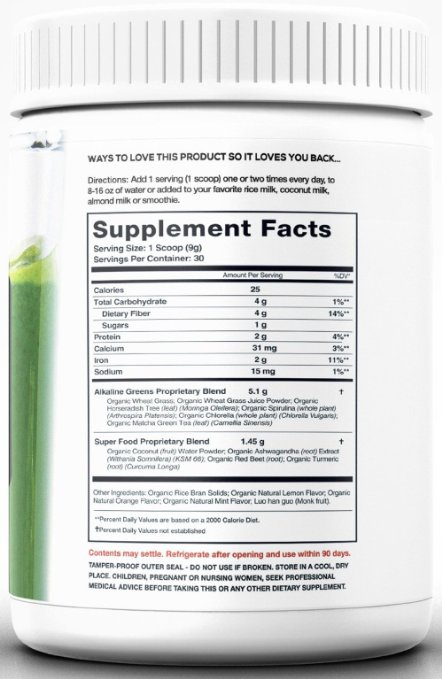 WAYS TO LOVE THIS PRODUCT SO IT LOVES YOU BACK...
Directions: Add 1 serving (1 scoop) one or two times every day, to
8-16 oz of water or added to your favorite rice milk, coconut milk,
almond milk or smoothie.
Supplement Facts
Serving Size: 1 Scoop (9g)
Servings Per Container: 30
Amount Per Serving %DV*
Calories 25
Total Carbohydrate 4 g 1%**
Dietary Fiber 4 g 14%**
Sugars 1 g
Protein 2 g 4%**
Calcium 31 mg 3%**
Iron 2 g 11%**
Sodium 15 mg 1%**
Alkaline Greens Proprietary Blend 5.1 g †
Organic Wheat Grass; Organic Wheat Grass Juice Powder; Organic
Horseradish Tree (leaf) (Moringa Oleifera); Organic Spirulina (whole plant)
(Arthrospira Platensis); Organic Chlorella (whole plant) (Chlorella Vulgaris);
Organic Matcha Green Tea (leaf) (Camellia Sinensis)
Super Food Proprietary Blend 1.45 g †
Organic Coconut (fruit) Water Powder; Organic Ashwagandha (root) Extract
(Withania Somnifera) (KSM 66); Organic Red Beet (root); Organic Turmeric
(root) (Curcuma Longa)
Other Ingredients: Organic Rice Bran Solids; Organic Natural Lemon Flavor; Organic
Natural Orange Flavor; Organic Natural Mint Flavor; Luo han guo (Monk fruit).
**Percent Daily Values are based on a 2000 Calorie Diet.
†Percent Daily Values not established
Contents may settle. Refrigerate after opening and use within 90 days.
TAMPER-PROOF OUTER SEAL - DO NOT USE IF BROKEN. STORE IN A COOL, DRY
PLACE. CHILDREN, PREGNANT OR NURSING WOMEN, SEEK PROFESSIONAL
MEDICAL ADVICE BEFORE TAKING THIS OR ANY OTHER DIETARY SUPPLEMENT.